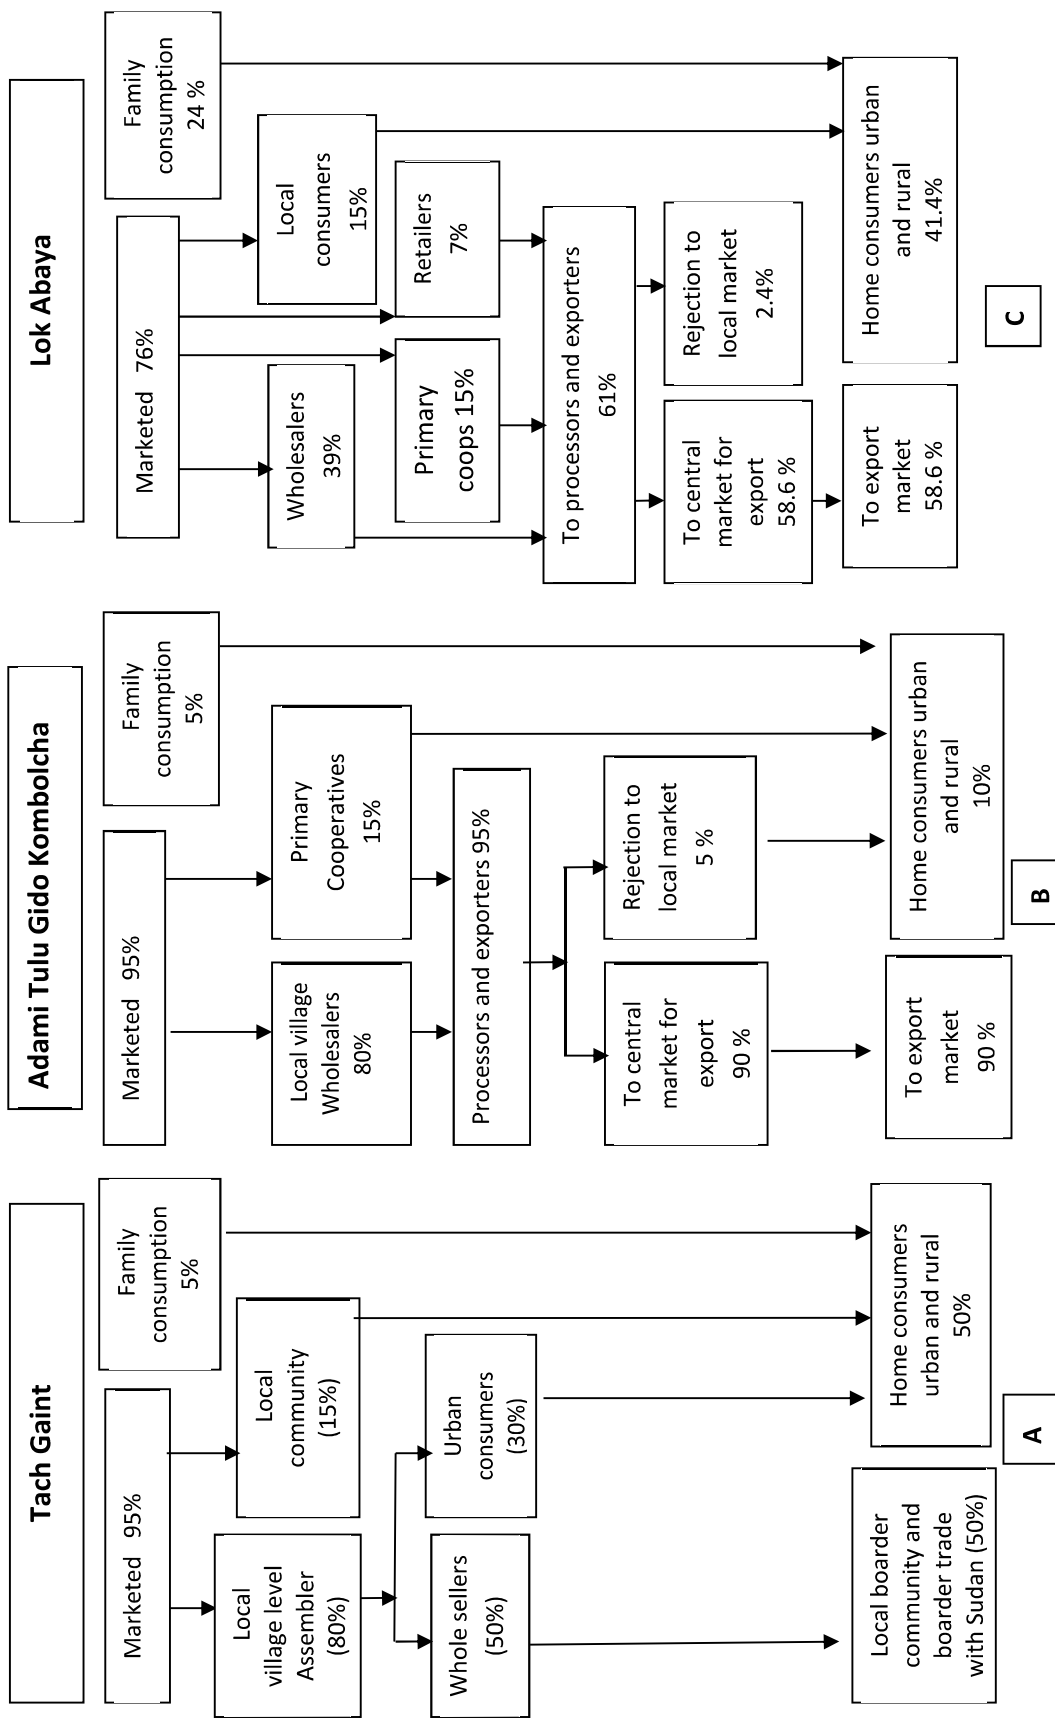 Tach Gaint
Marketed 95%
Family
consumption
5%
Local
village level
Assembler
(80%)
Local
community
(15%)
Whole sellers
(50%)
Urban
consumers
(30%)
Local boarder
community and
boarder trade
with Sudan (50%)
Home consumers
urban and rural
50%
A
Adami Tulu Gido Kombolcha
Marketed 95%
Family
consumption
5%
Local village
Wholesalers
80%
Primary
Cooperatives
15%
Processors and exporters 95%
To central
market for
export
90 %
Rejection to
local market
5 %
To export
market
90 %
Home consumers urban
and rural
10%
B
Lok Abaya
Marketed 76%
Family
consumption
24 %
Wholesalers
39%
Local
consumers
15%
Primary
coops 15%
Retailers
7%
To processors and exporters
61%
To central
market for
export
58.6 %
Rejection to
local market
2.4%
To export
market
58.6 %
Home consumers urban
and rural
41.4%
C